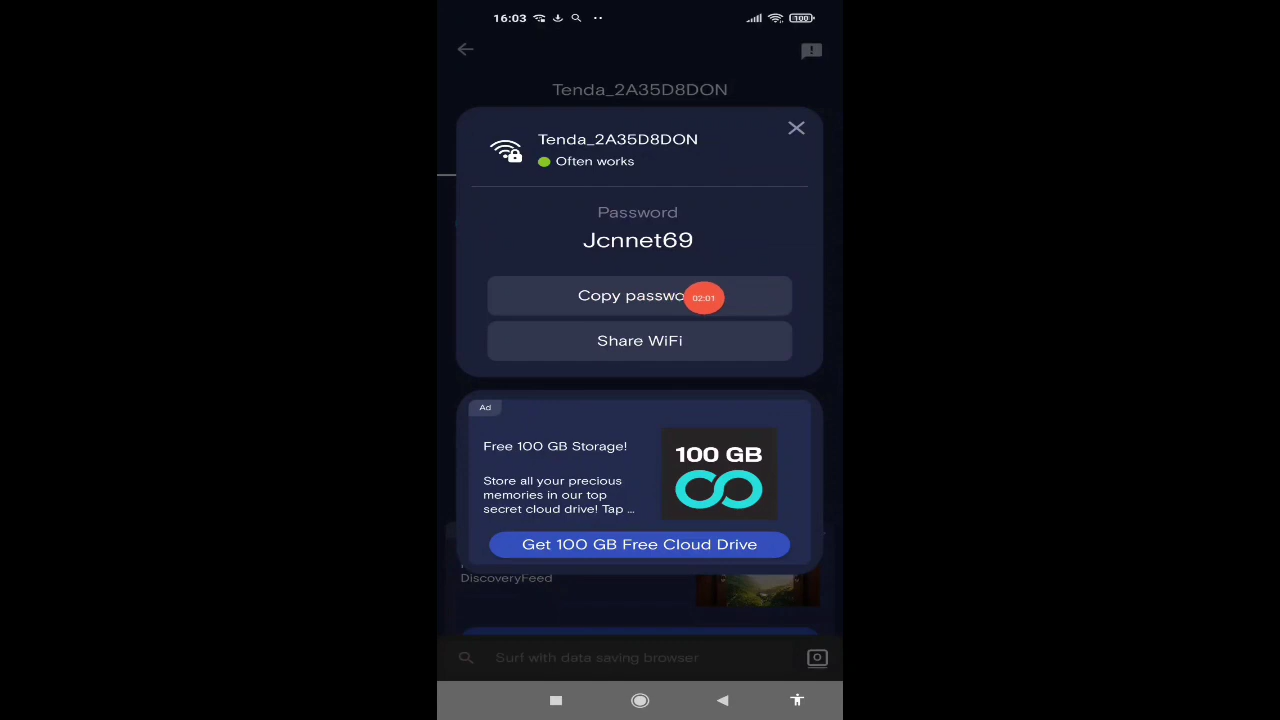 16:03
100
Tenda_2A35D8DON
Tenda_2A35D8DON
Often works
Password
Jcnnet69
Copy passwo
02:01
Share WiFi
Ad
Free 100 GB Storage!
100 GB
Store all your precious
memories in our top
secret cloud drive! Tap ...
Get 100 GB Free Cloud Drive
DiscoveryFeed
Surf with data saving browser